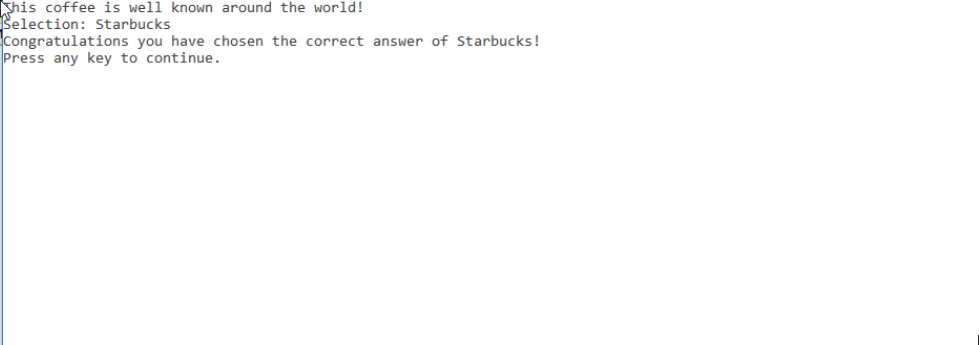 This coffee is well known around the world!
Selection: Starbucks
Congratulations you have chosen the correct answer of Starbucks!
Press any key to continue.